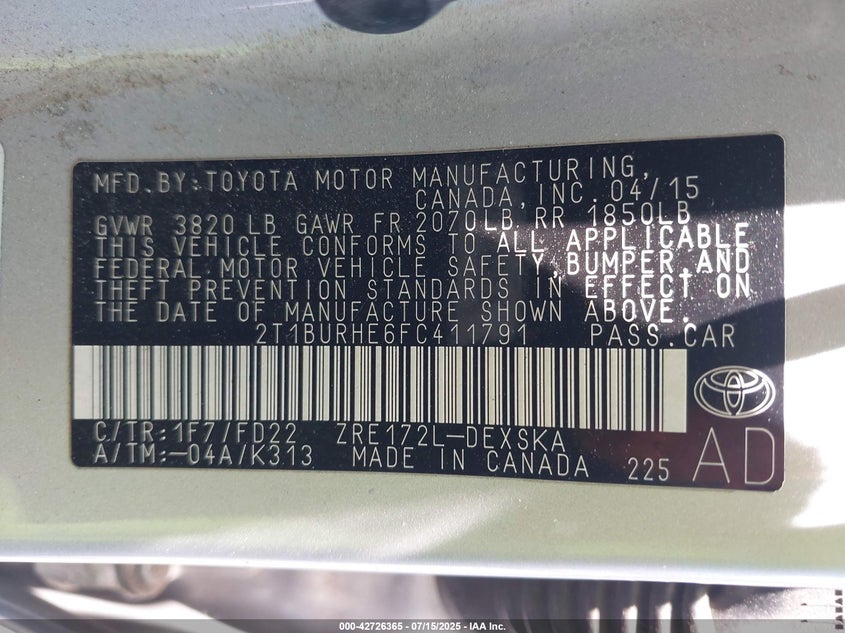 MFD.BY:TOYOTA MOTOR MANUFACTURING,
CANADA, INC. 04/15
GVWR 3820 LB GAWR FR 2070LB, RR 1850LB
THIS VEHICLE CONFORMS TO ALL APPLICABLE
FEDERAL MOTOR VEHICLE SAFETY,BUMPER,AND
THEFT PREVENTION STANDARDS IN EFFECT ON
THE DATE OF MANUFACTURE SHOWN ABOVE.
2T1BURHE6FC411791 PASS.CAR
C/TR:1F7/FD22 ZRE172L-DEXSKA
A/TM:-04A/K313 MADE IN CANADA 225
AD
000-42726365 - 07/15/2025 - IAA Inc.